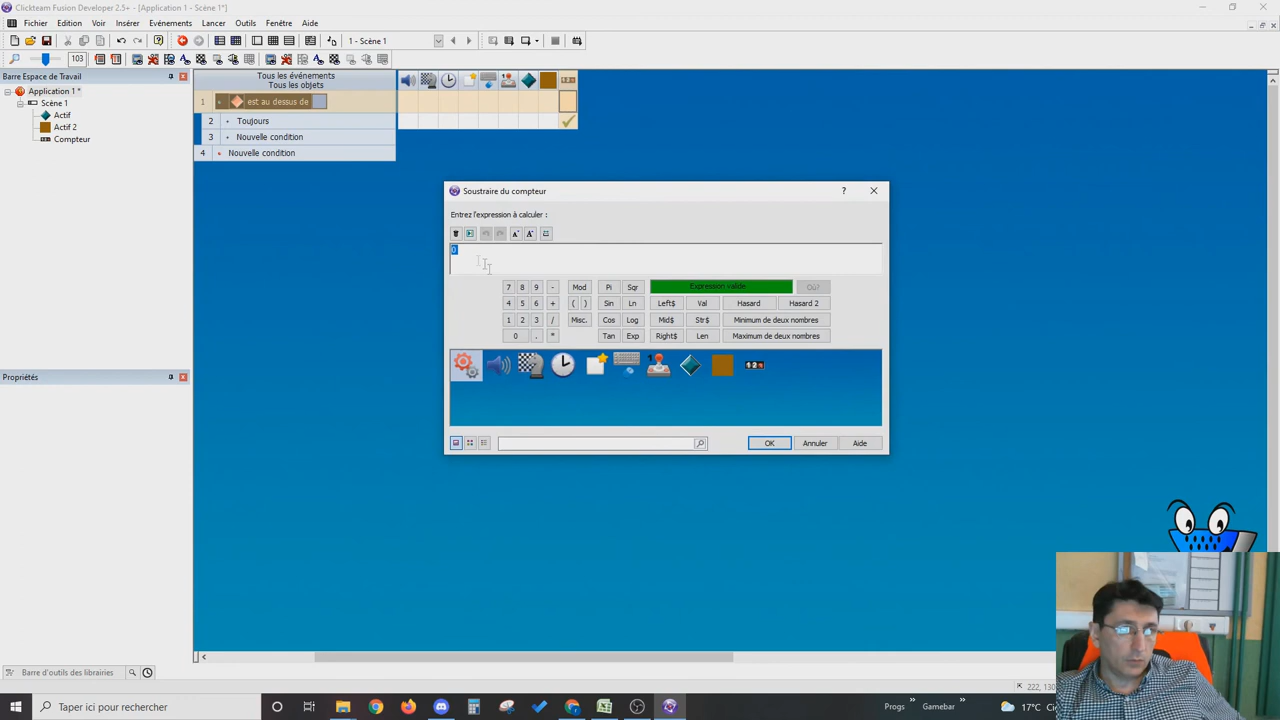 Clickteam Fusion Developer 2.5+ - [Application 1 - Scène 1*]
Fichier Edition Voir Insérer Evénements Lancer Outils Fenêtre Aide
1 - Scène 1
103
Barre Espace de Travail
Application 1 *
Scène 1
Actif
Actif 2
Compteur
Propriétés
Tous les événements
Tous les objets
1 est au dessus de
2 Toujours
3 Nouvelle condition
4 Nouvelle condition
Soustraire du compteur
Entrez l'expression à calculer :
0
7 8 9 - Mod Pi Sqr Expression valide Où?
4 5 6 + ( ) Sin Ln Left$ Val Hasard Hasard 2
1 2 3 / Misc. Cos Log Mid$ Str$ Minimum de deux nombres
0 . * Tan Exp Right$ Len Maximum de deux nombres
OK Annuler Aide
Barre d'outils des librairies
222, 130
Taper ici pour rechercher
Progs Gamebar 17°C